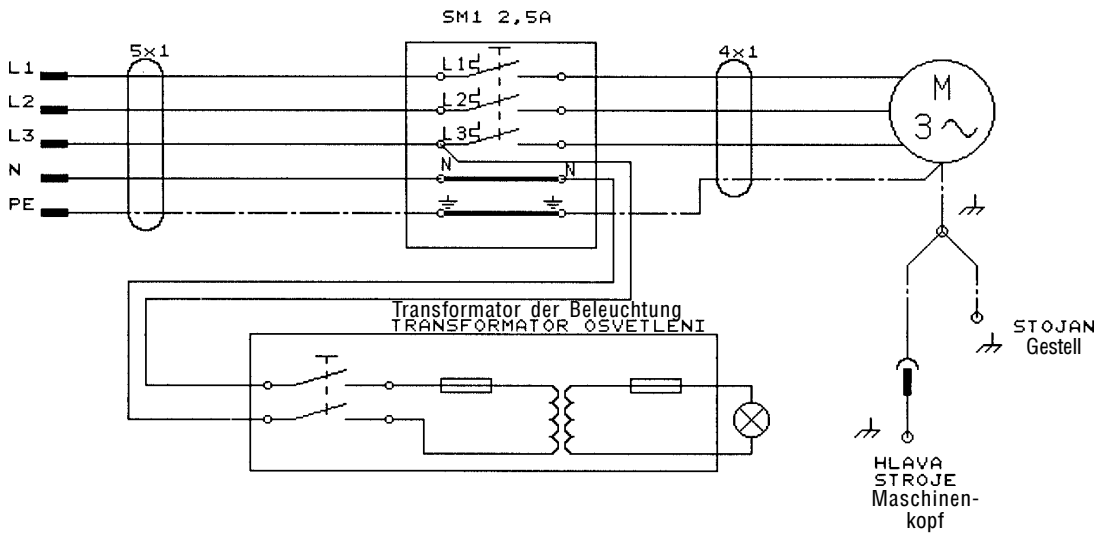 SM1 2,5A
5x1
4x1
L1
L1
L2
L2
L3
L3
M
3
N
N
N
PE
Transformator der Beleuchtung
TRANSFORMATOR OSVETLENI
STOJAN
Gestell
HLAVA
STROJE
Maschinen-
kopf